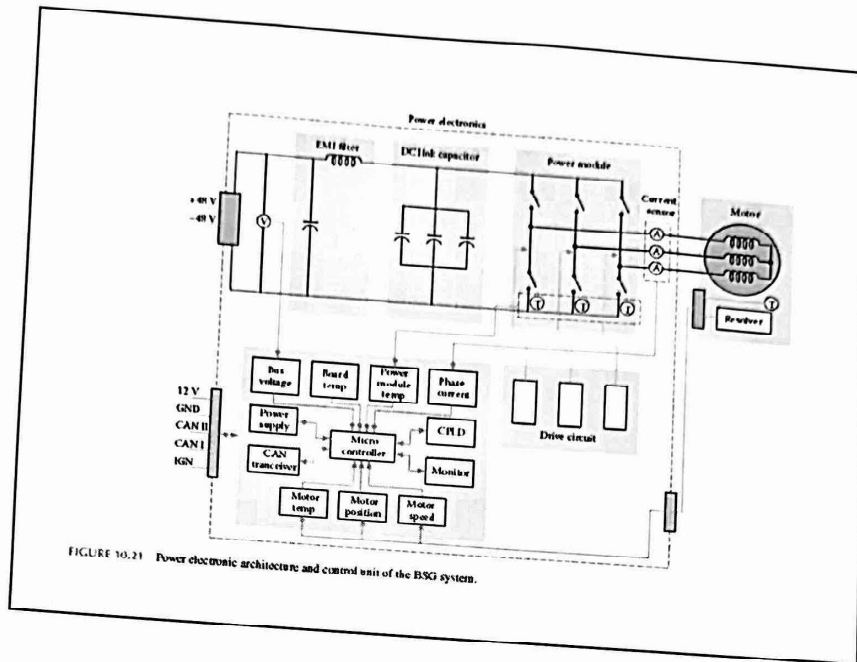 Power electronics
EMI filter
DC link capacitor
Power module
Current
sensor
Motor
+48 V
−48 V
V
A
A
A
T
T
T
T
Resolver
Bus
voltage
Board
temp
Power
module
temp
Phase
current
12 V
GND
CAN II
CAN I
IGN
Power
supply
CAN
tranceiver
Micro
controller
CPLD
Monitor
Drive circuit
Motor
temp
Motor
position
Motor
speed
FIGURE 10.21 Power electronic architecture and control unit of the BSG system.